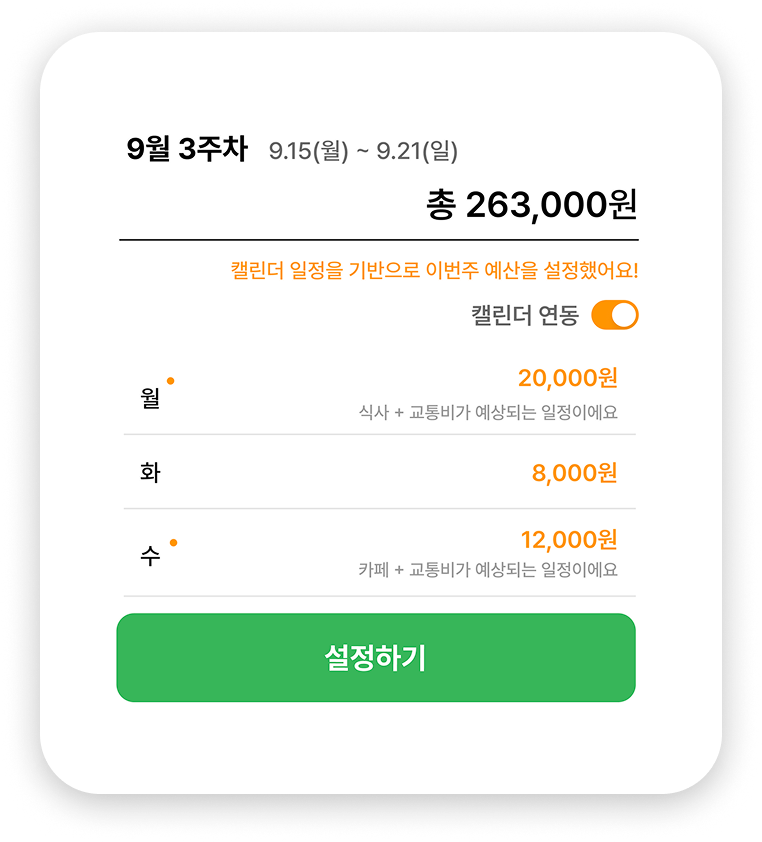 9월 3주차 9.15(월) ~ 9.21(일)
총 263,000원
캘린더 일정을 기반으로 이번주 예산을 설정했어요!
캘린더 연동
월 20,000원
식사 + 교통비가 예상되는 일정이에요
화 8,000원
수 12,000원
카페 + 교통비가 예상되는 일정이에요
설정하기